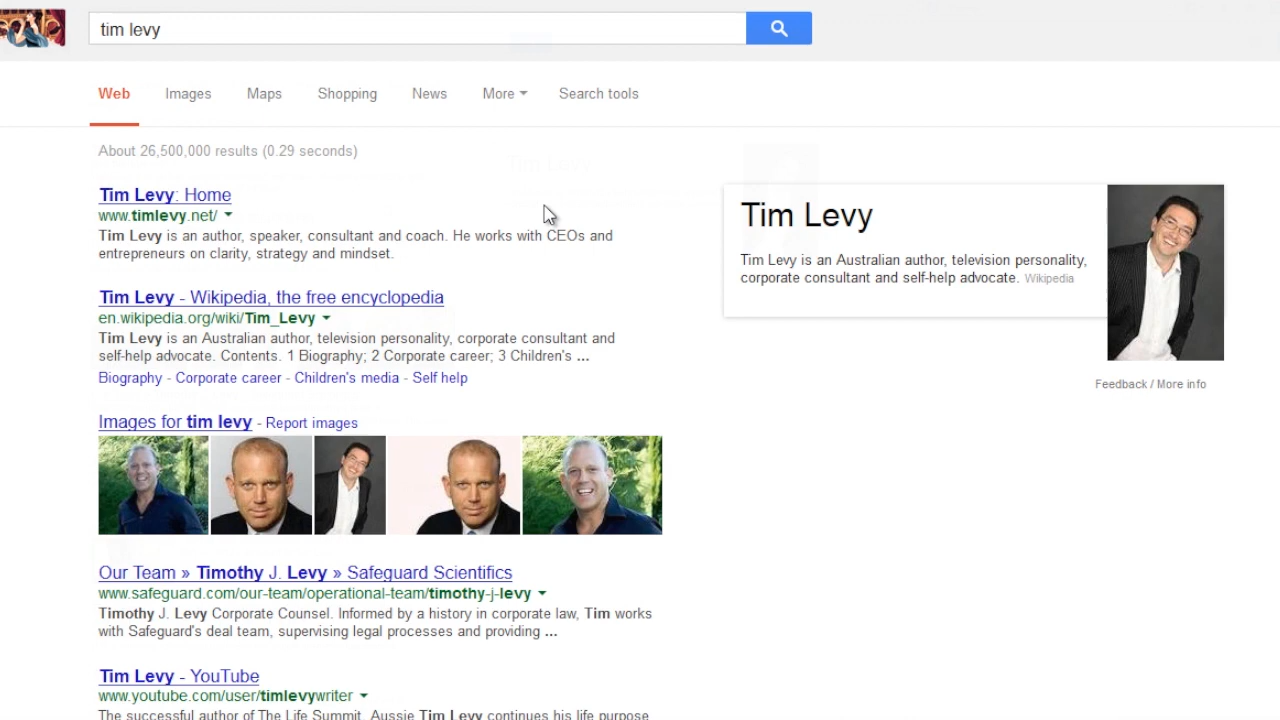 tim levy
Web Images Maps Shopping News More Search tools
About 26,500,000 results (0.29 seconds)
Tim Levy: Home
www.timlevy.net/
Tim Levy is an author, speaker, consultant and coach. He works with CEOs and
entrepreneurs on clarity, strategy and mindset.
Tim Levy - Wikipedia, the free encyclopedia
en.wikipedia.org/wiki/Tim_Levy
Tim Levy is an Australian author, television personality, corporate consultant and
self-help advocate. Contents. 1 Biography; 2 Corporate career; 3 Children's ...
Biography - Corporate career - Children's media - Self help
Images for tim levy - Report images
Our Team » Timothy J. Levy » Safeguard Scientifics
www.safeguard.com/our-team/operational-team/timothy-j-levy
Timothy J. Levy Corporate Counsel. Informed by a history in corporate law, Tim works
with Safeguard's deal team, supervising legal processes and providing ...
Tim Levy - YouTube
www.youtube.com/user/timlevywriter
The successful author of The Life Summit, Aussie Tim Levy continues his life purpose
Tim Levy
Tim Levy is an Australian author, television personality,
corporate consultant and self-help advocate. Wikipedia
Feedback / More info